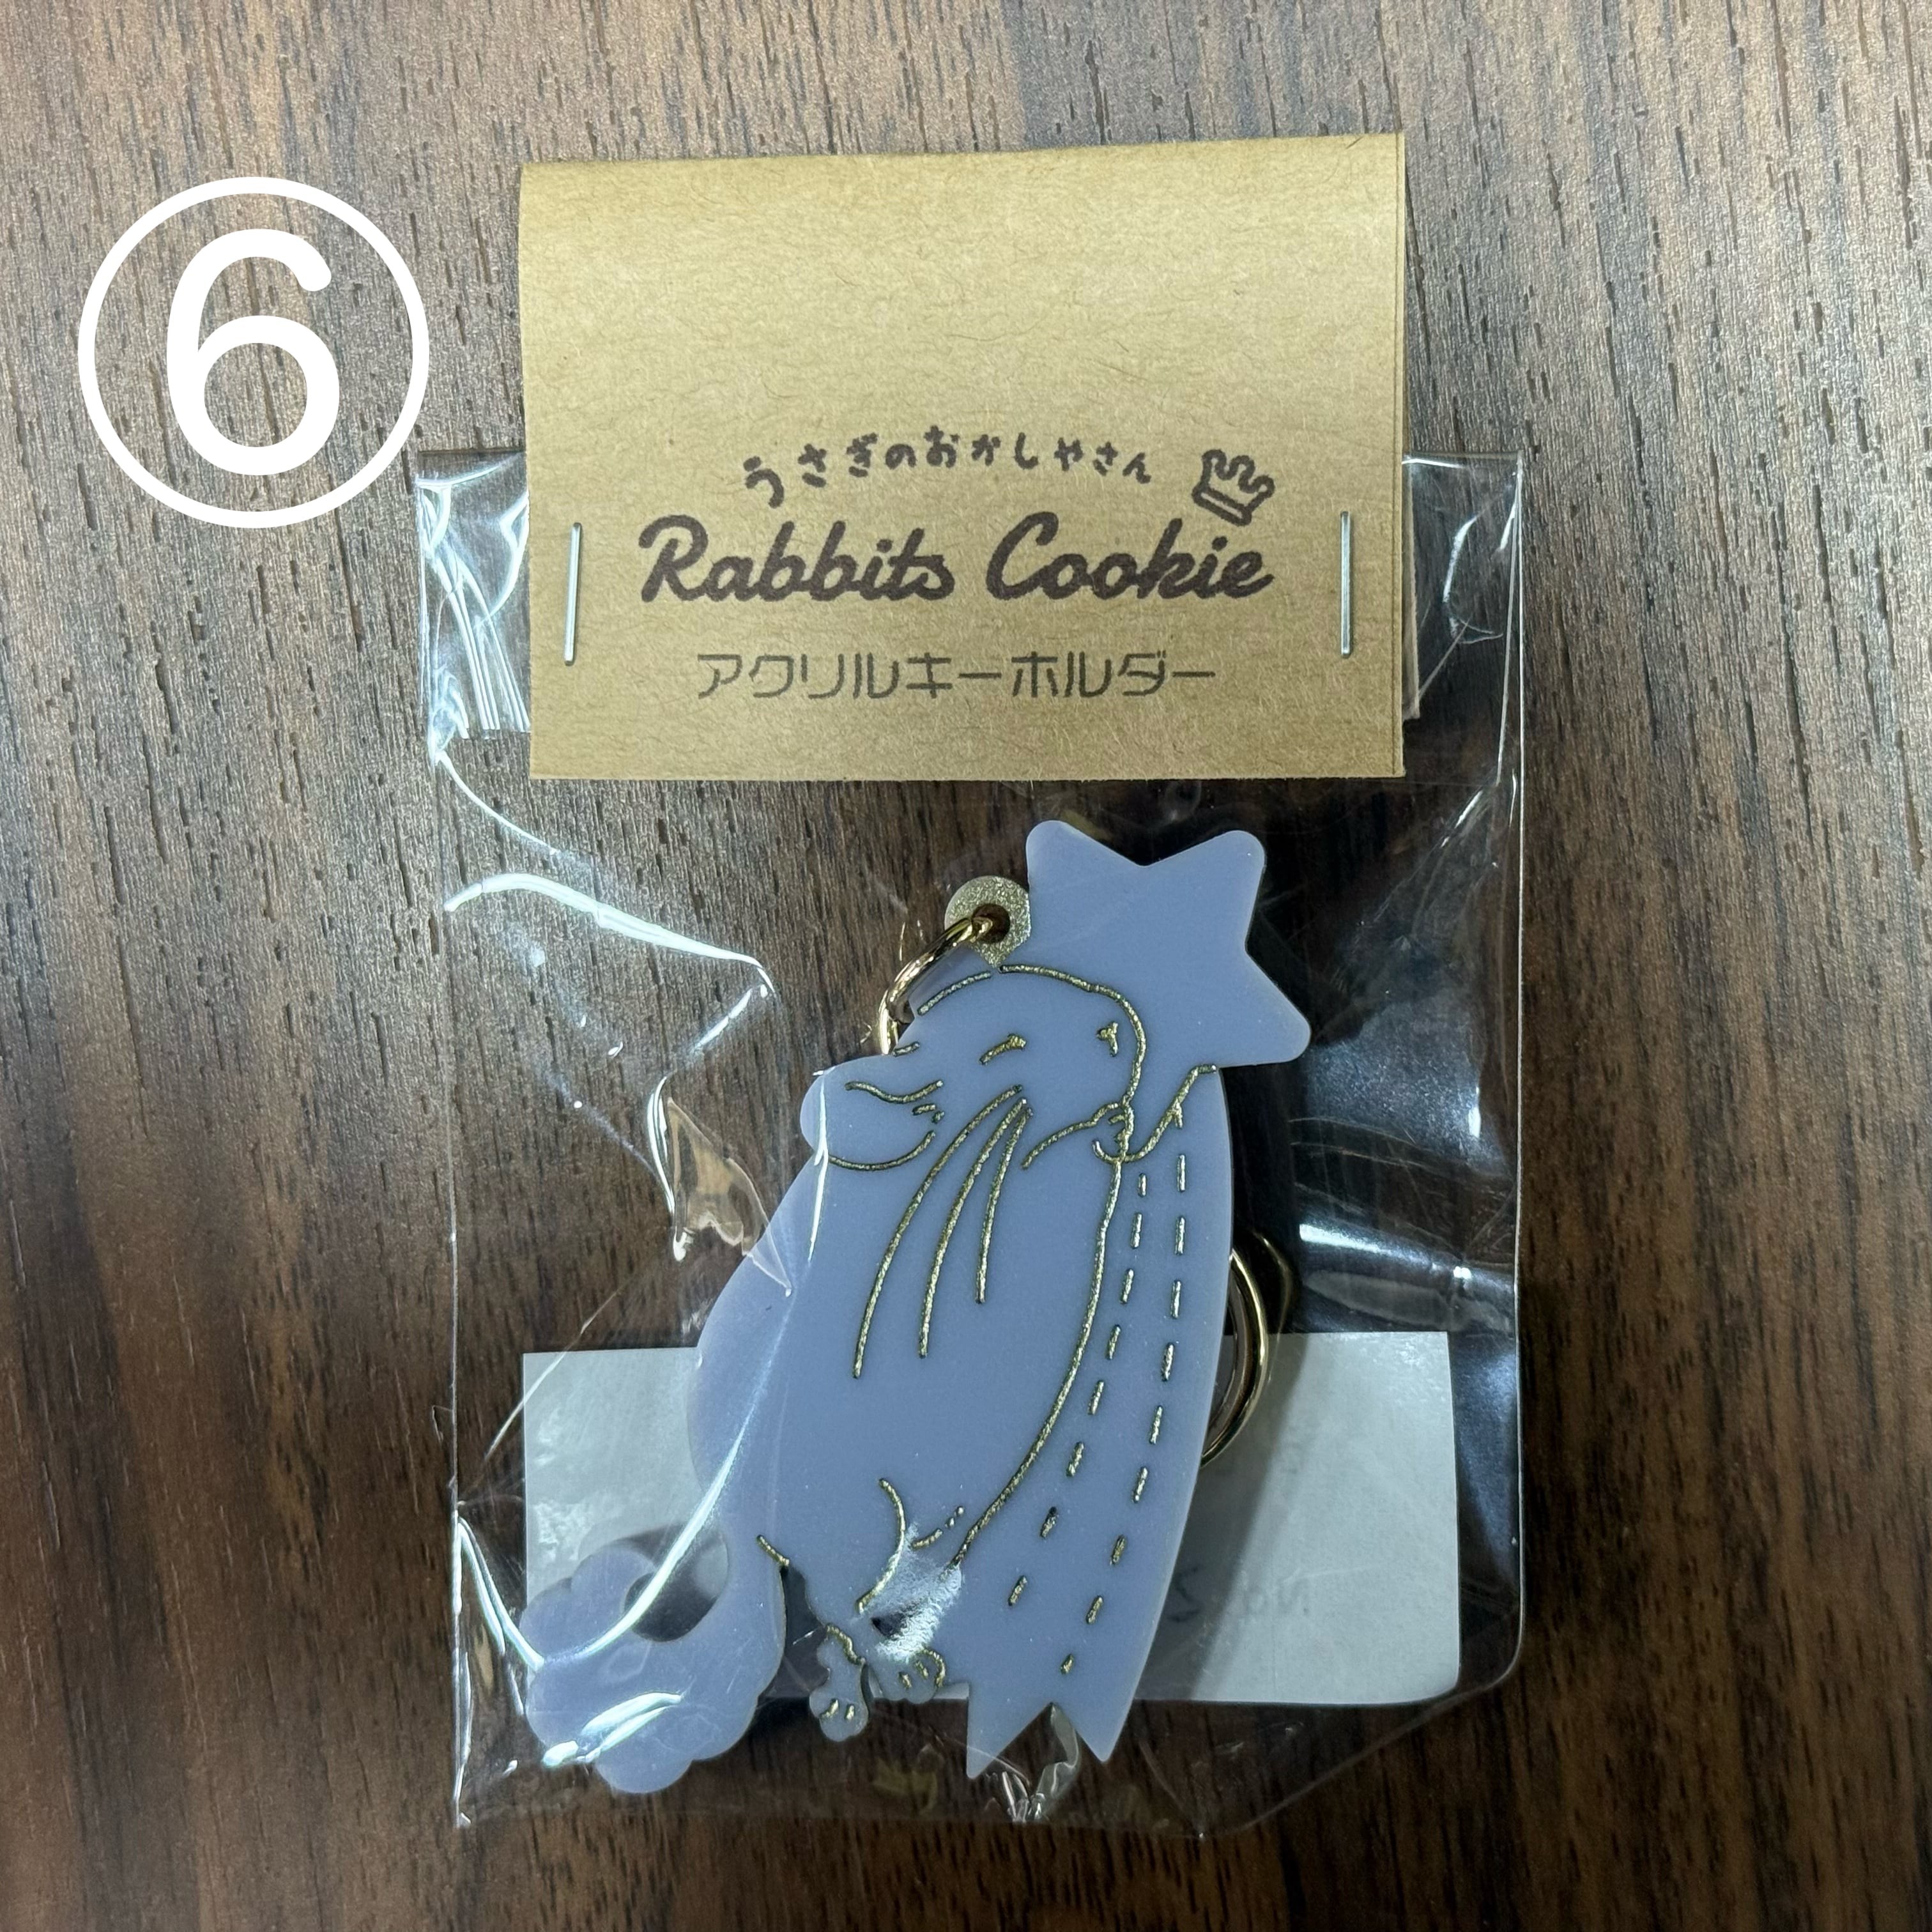 ⑥
うさぎのおかしやさん
Rabbits Cookie
アクリルキーホルダー